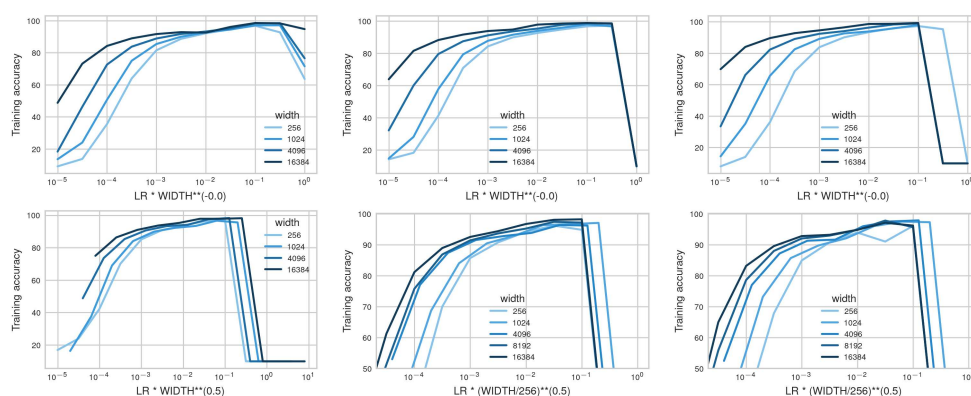 100
80
60
40
20
Training accuracy
width
256
1024
4096
16384
10⁻⁵ 10⁻⁴ 10⁻³ 10⁻² 10⁻¹ 10⁰
LR * WIDTH**(-0.0)
100
80
60
40
20
Training accuracy
width
256
1024
4096
16384
10⁻⁵ 10⁻⁴ 10⁻³ 10⁻² 10⁻¹ 10⁰
LR * WIDTH**(-0.0)
100
80
60
40
20
Training accuracy
width
256
1024
4096
16384
10⁻⁵ 10⁻⁴ 10⁻³ 10⁻² 10⁻¹ 10⁰
LR * WIDTH**(-0.0)
100
80
60
40
20
Training accuracy
width
256
1024
4096
16384
10⁻⁵ 10⁻⁴ 10⁻³ 10⁻² 10⁻¹ 10⁰ 10¹
LR * WIDTH**(0.5)
100
90
80
70
60
50
Training accuracy
width
256
1024
4096
8192
16384
10⁻⁴ 10⁻³ 10⁻² 10⁻¹ 10⁰
LR * (WIDTH/256)**(0.5)
100
90
80
70
60
50
Training accuracy
width
256
1024
4096
8192
16384
10⁻⁴ 10⁻³ 10⁻² 10⁻¹ 10⁰
LR * (WIDTH/256)**(0.5)